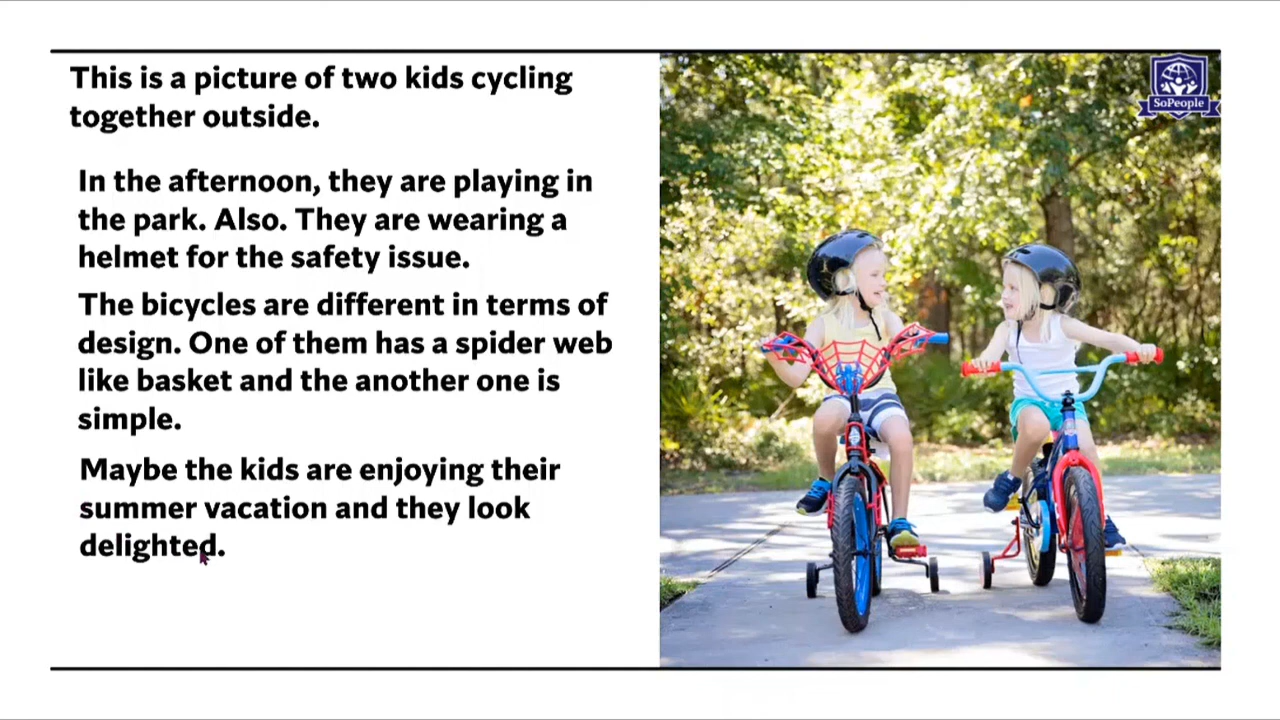 This is a picture of two kids cycling
together outside.
In the afternoon, they are playing in
the park. Also. They are wearing a
helmet for the safety issue.
The bicycles are different in terms of
design. One of them has a spider web
like basket and the another one is
simple.
Maybe the kids are enjoying their
summer vacation and they look
delighted.
SoPeople